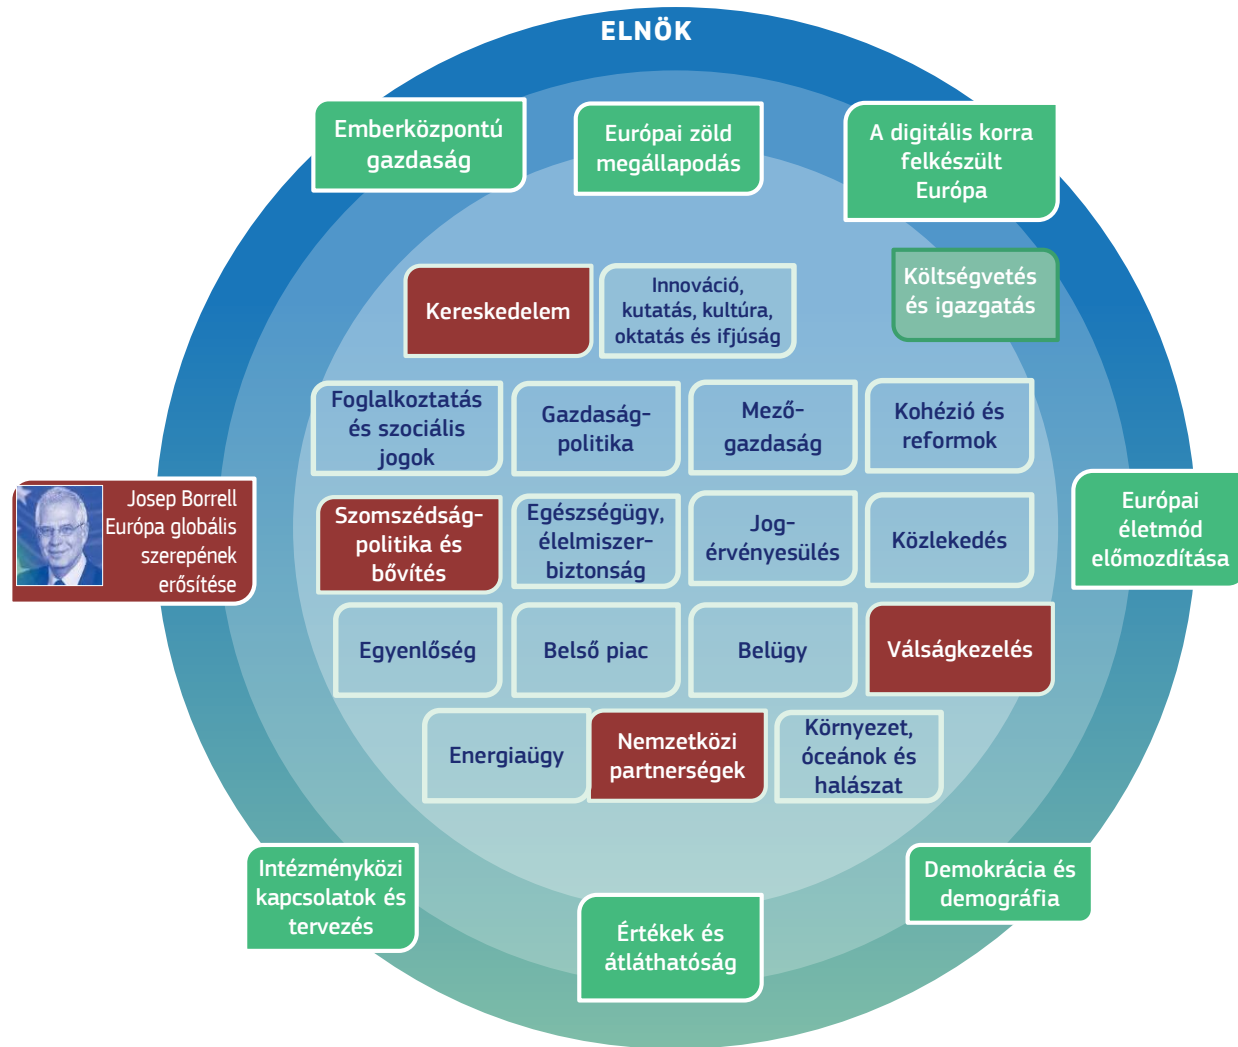 ELNÖK
Emberközpontú
gazdaság
Európai zöld
megállapodás
A digitális korra
felkészült
Európa
Költségvetés
és igazgatás
Kereskedelem
Innováció,
kutatás, kultúra,
oktatás és ifjúság
Foglalkoztatás
és szociális
jogok
Gazdaság-
politika
Mező-
gazdaság
Kohézió és
reformok
Josep Borrell
Európa globális
szerepének
erősítése
Szomszédság-
politika és
bővítés
Egészségügy,
élelmiszer-
biztonság
Jog-
érvényesülés
Közlekedés
Európai
életmód
előmozdítása
Egyenlőség
Belső piac
Belügy
Válságkezelés
Energiaügy
Nemzetközi
partnerségek
Környezet,
óceánok és
halászat
Intézményközi
kapcsolatok és
tervezés
Értékek és
átláthatóság
Demokrácia és
demográfia